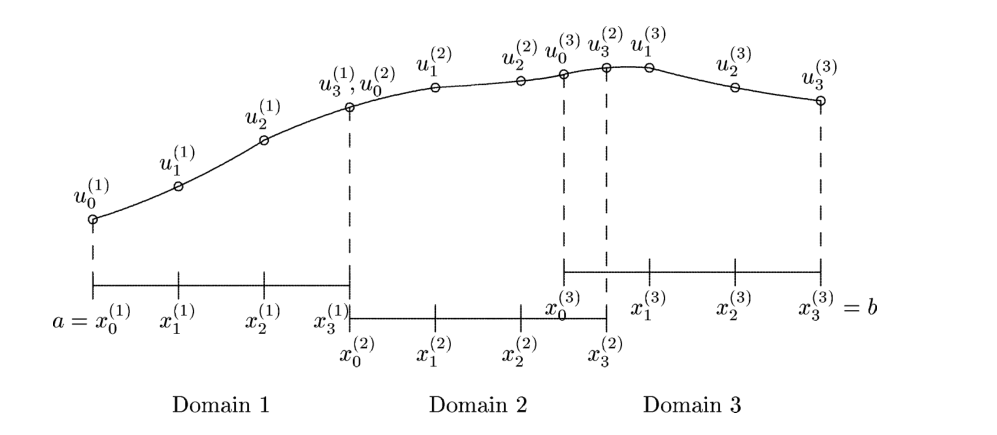 u_0^{(1)}
u_1^{(1)}
u_2^{(1)}
u_3^{(1)}, u_0^{(2)}
u_1^{(2)}
u_2^{(2)} u_0^{(3)} u_3^{(2)} u_1^{(3)}
u_2^{(3)}
u_3^{(3)}
a = x_0^{(1)} x_1^{(1)} x_2^{(1)} x_3^{(1)} x_0^{(3)} x_1^{(3)} x_2^{(3)} x_3^{(3)} = b
x_0^{(2)} x_1^{(2)} x_2^{(2)} x_3^{(2)}
Domain 1 Domain 2 Domain 3